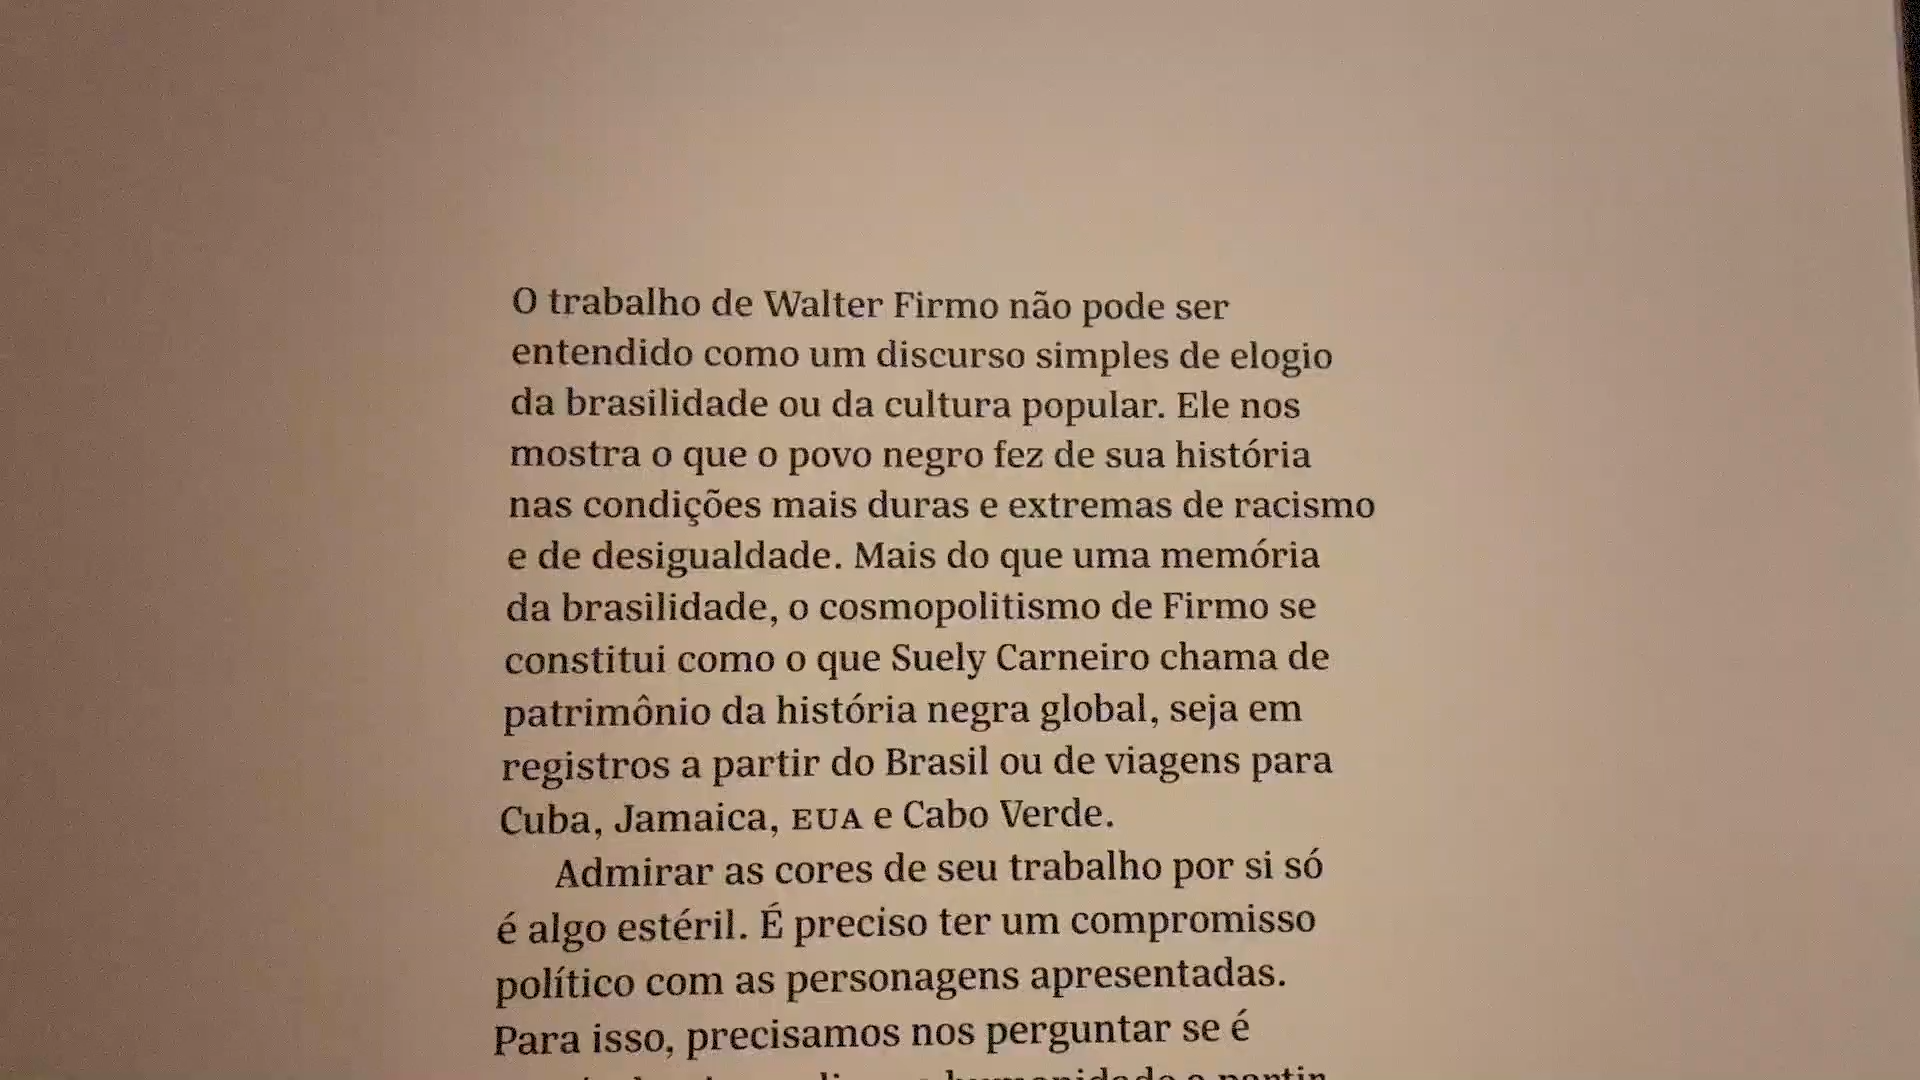 O trabalho de Walter Firmo não pode ser
entendido como um discurso simples de elogio
da brasilidade ou da cultura popular. Ele nos
mostra o que o povo negro fez de sua história
nas condições mais duras e extremas de racismo
e de desigualdade. Mais do que uma memória
da brasilidade, o cosmopolitismo de Firmo se
constitui como o que Suely Carneiro chama de
patrimônio da história negra global, seja em
registros a partir do Brasil ou de viagens para
Cuba, Jamaica, EUA e Cabo Verde.
Admirar as cores de seu trabalho por si só
é algo estéril. É preciso ter um compromisso
político com as personagens apresentadas.
Para isso, precisamos nos perguntar se é
humanidade a partir